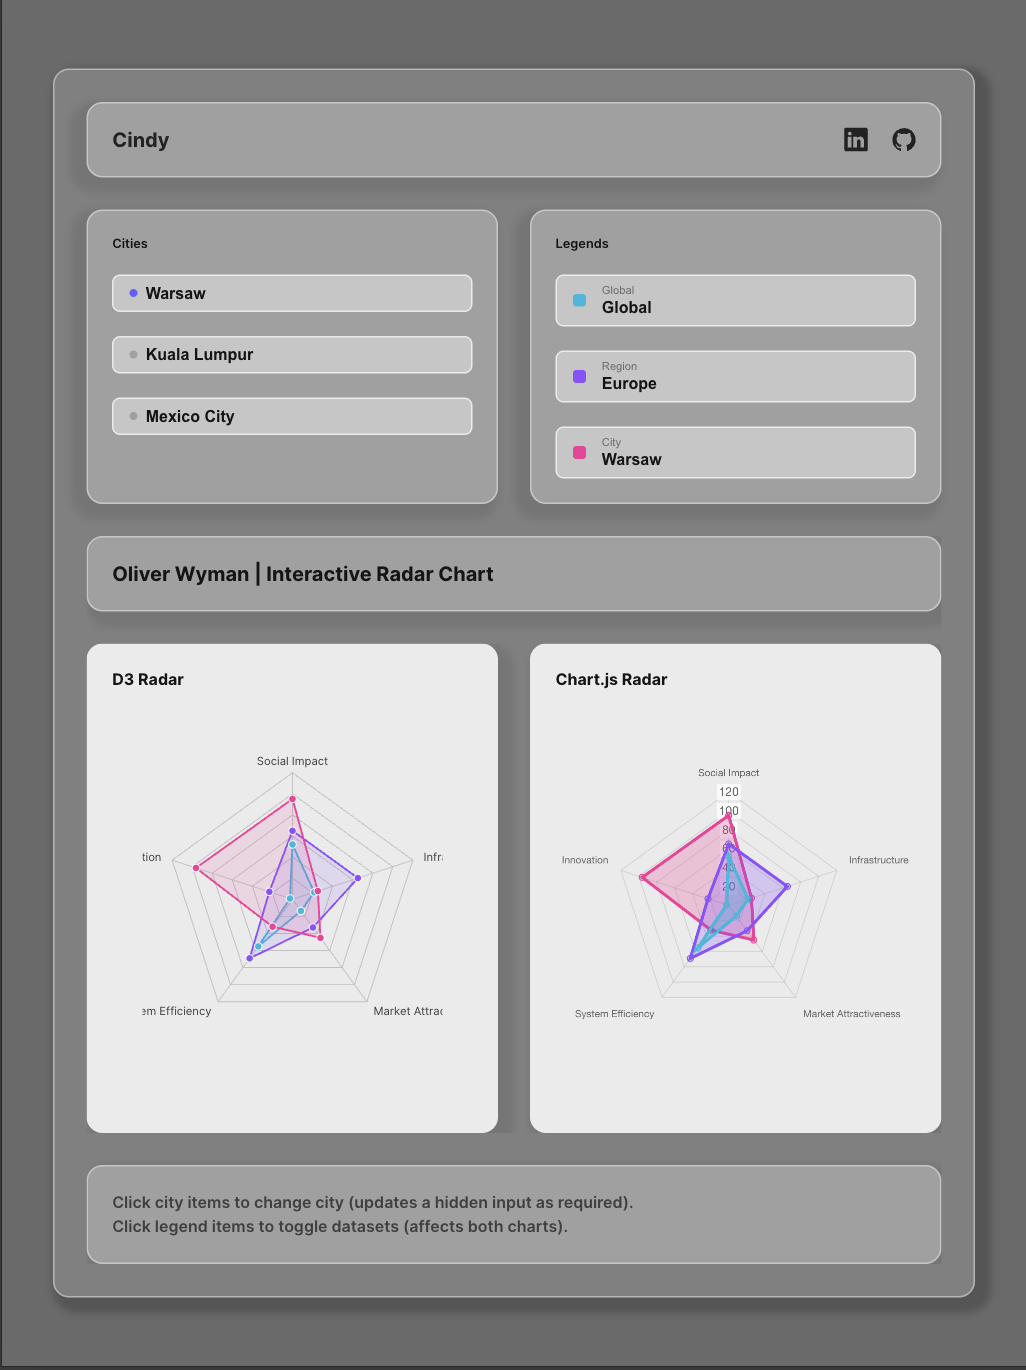 Cindy
in
Cities
Warsaw
Kuala Lumpur
Mexico City
Legends
Global
Global
Region
Europe
City
Warsaw
Oliver Wyman | Interactive Radar Chart
D3 Radar
Social Impact
tion
Infr
em Efficiency
Market Attrac
Chart.js Radar
Social Impact
120
100
80
60
40
20
Innovation
Infrastructure
System Efficiency
Market Attractiveness
Click city items to change city (updates a hidden input as required).
Click legend items to toggle datasets (affects both charts).